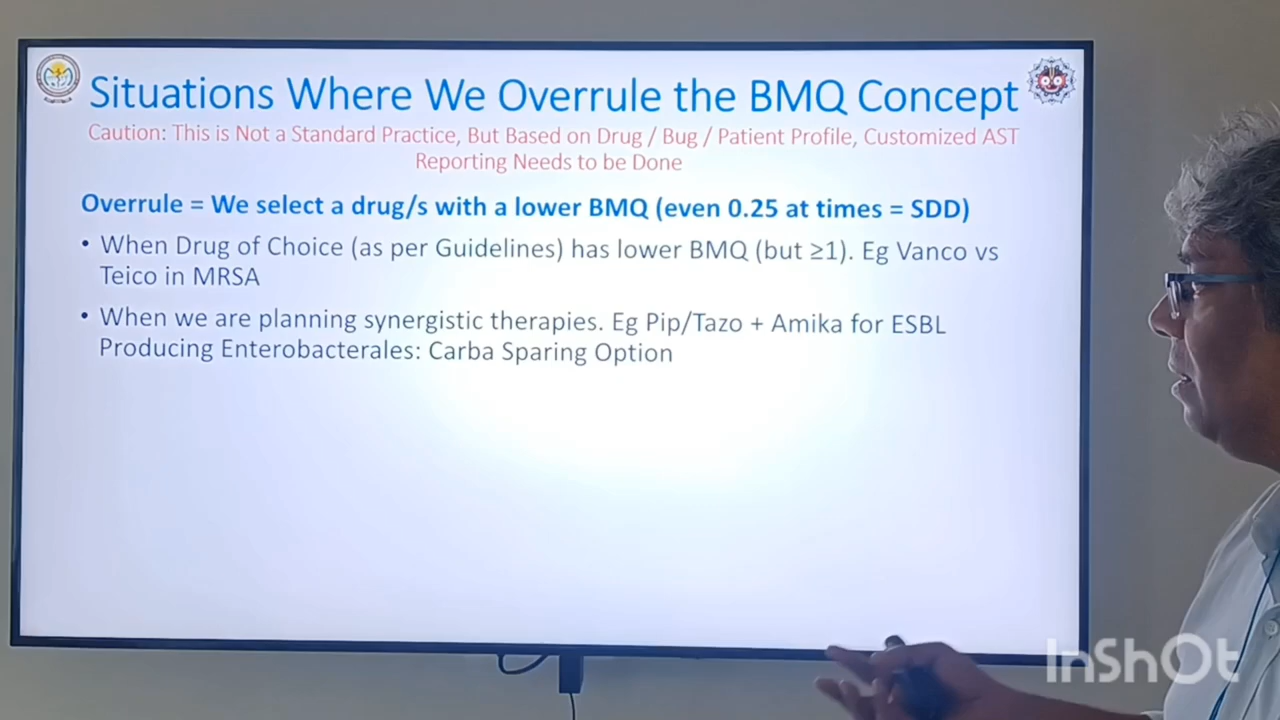 Situations Where We Overrule the BMQ Concept
Caution: This is Not a Standard Practice, But Based on Drug / Bug / Patient Profile, Customized AST
Reporting Needs to be Done
Overrule = We select a drug/s with a lower BMQ (even 0.25 at times = SDD)
• When Drug of Choice (as per Guidelines) has lower BMQ (but ≥1). Eg Vanco vs
Teico in MRSA
• When we are planning synergistic therapies. Eg Pip/Tazo + Amika for ESBL
Producing Enterobacterales: Carba Sparing Option
InShOt